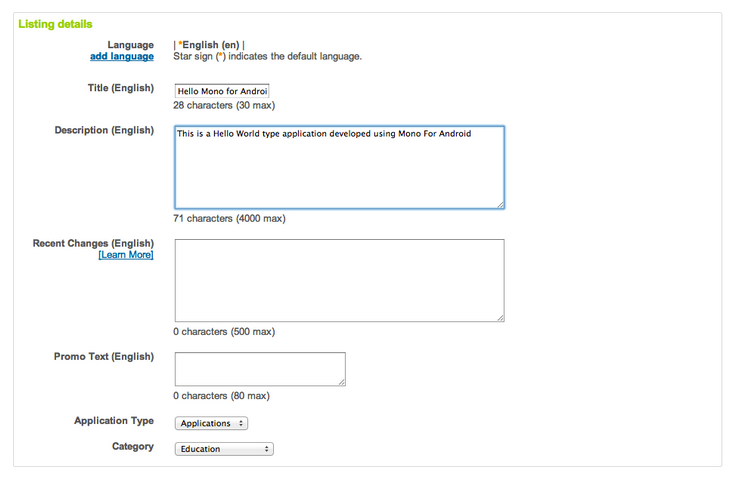 Listing details
Language | *English (en) |
add language Star sign (*) indicates the default language.
Title (English) Hello Mono for Androi
28 characters (30 max)
Description (English) This is a Hello World type application developed using Mono For Android
71 characters (4000 max)
Recent Changes (English)
[Learn More]
0 characters (500 max)
Promo Text (English)
0 characters (80 max)
Application Type Applications
Category Education